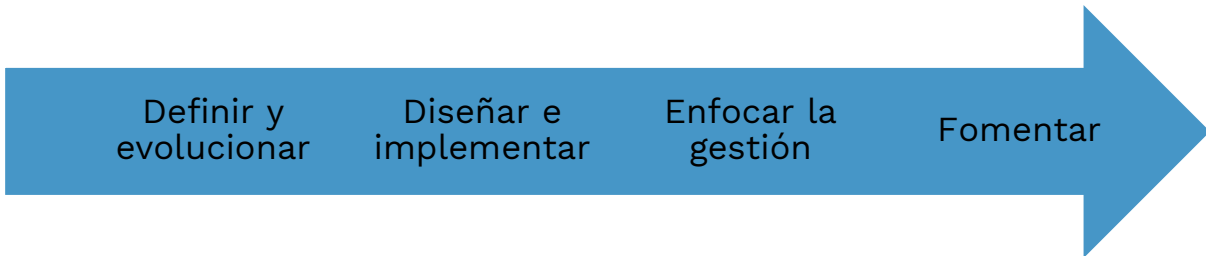 Definir y
evolucionar
Diseñar e
implementar
Enfocar la
gestión
Fomentar